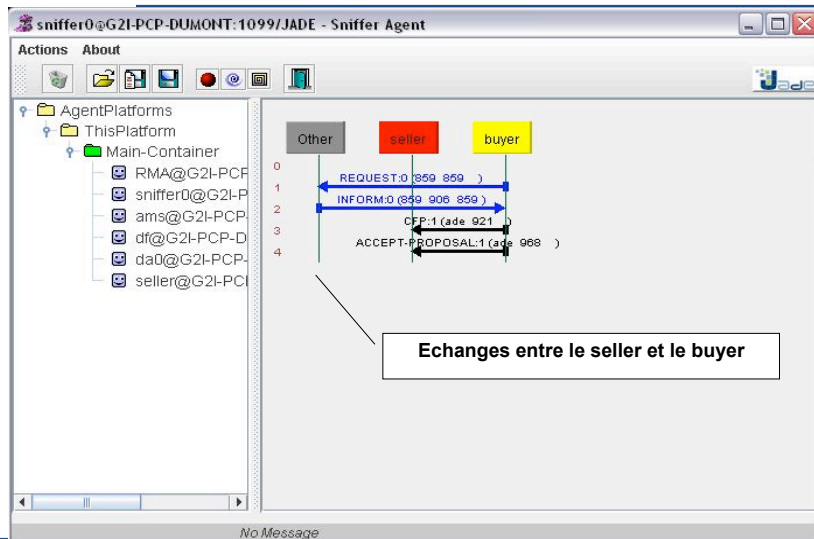 sniffer0@G2I-PCP-DUMONT:1099/JADE - Sniffer Agent
Actions About
Jade
AgentPlatforms
ThisPlatform
Main-Container
RMA@G2I-PCP
sniffer0@G2I-P
ams@G2I-PCP-
df@G2I-PCP-D
da0@G2I-PCP-
seller@G2I-PCI
Other seller buyer
0
REQUEST:0 (859 859 )
1
INFORM:0 (859 906 859 )
2
CFP:1 (ade 921 )
3
ACCEPT-PROPOSAL:1 (ade 968 )
4
Echanges entre le seller et le buyer
No Message